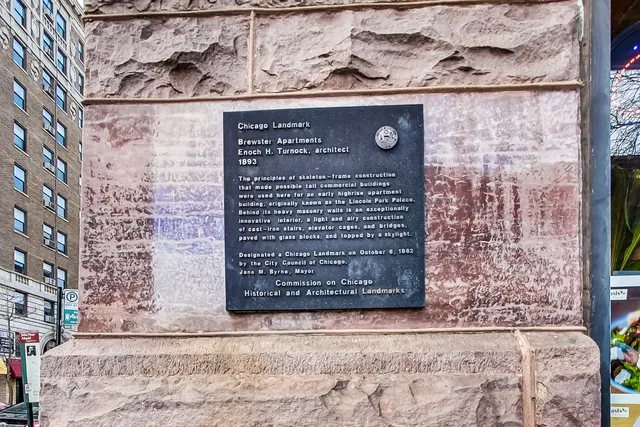 Chicago Landmark
Brewster Apartments
Enoch H. Turnock, architect
1893
The principles of skeleton-frame construction
that made possible tall commercial buildings
were used here for an early highrise apartment
building, originally known as the Lincoln Park Palace.
Behind its heavy masonry walls is an exceptionally
innovative interior, a light and airy construction
of cast-iron stairs, elevator cages, and bridges,
paved with glass blocks, and topped by a skylight.
Designated a Chicago Landmark on October 6, 1982
by the City Council of Chicago.
Jane M. Byrne, Mayor
Commission on Chicago
Historical and Architectural Landmarks
P